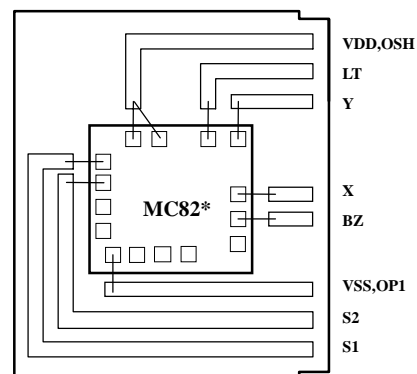 VDD,OSH
LT
Y
MC82*
X
BZ
VSS,OP1
S2
S1